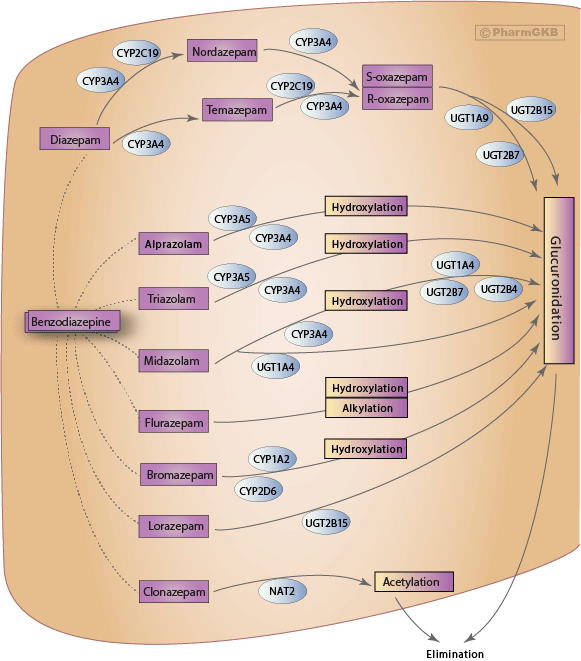 © PharmGKB
CYP2C19
Nordazepam
CYP3A4
CYP3A4
S-oxazepam
R-oxazepam
CYP2C19
CYP3A4
Temazepam
UGT2B15
UGT1A9
UGT2B7
Diazepam
CYP3A4
Glucuronidation
Hydroxylation
CYP3A5
CYP3A4
Alprazolam
Hydroxylation
UGT1A4
CYP3A5
CYP3A4
UGT2B7
UGT2B4
Triazolam
Hydroxylation
Benzodiazepine
CYP3A4
Midazolam
UGT1A4
Hydroxylation
Alkylation
Flurazepam
Hydroxylation
CYP1A2
Bromazepam
CYP2D6
Lorazepam
UGT2B15
Clonazepam
NAT2
Acetylation
Elimination